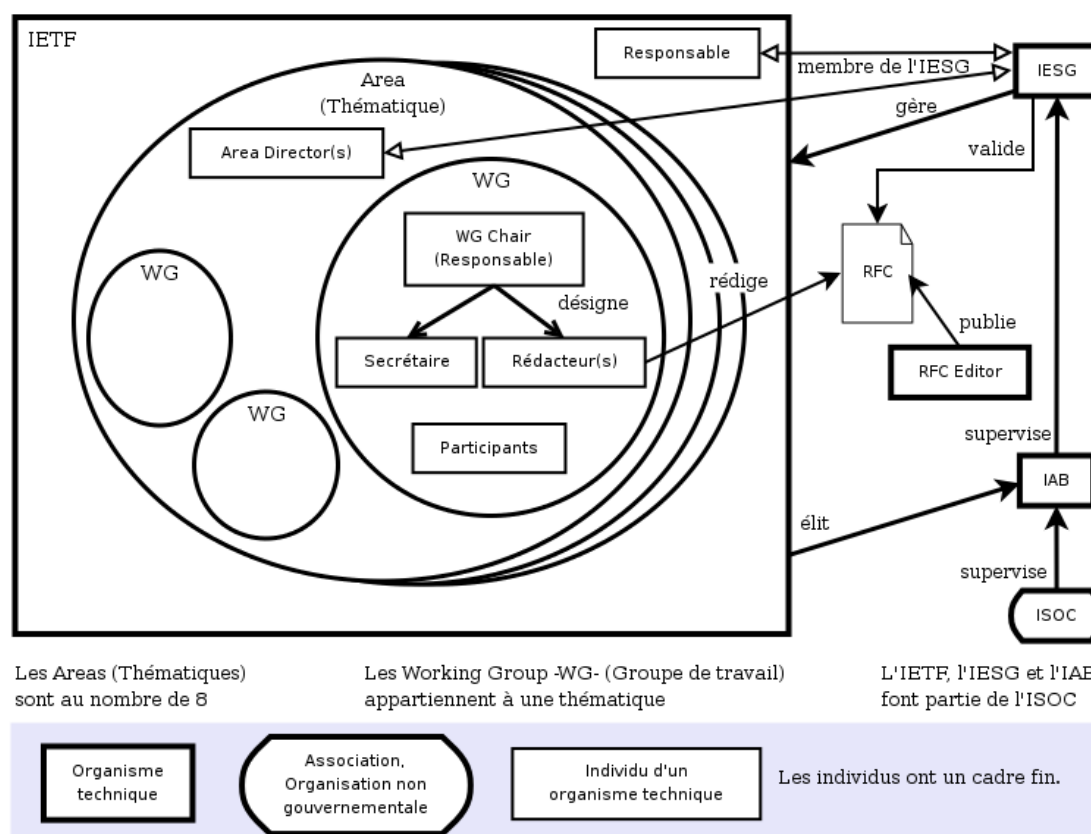 IETF
Responsable
membre de l'IESG
IESG
Area
(Thématique)
gère
Area Director(s)
valide
WG
WG Chair
(Responsable)
RFC
WG
rédige
désigne
publie
Secrétaire
Rédacteur(s)
RFC Editor
WG
Participants
supervise
IAB
élit
supervise
ISOC
Les Areas (Thématiques)
sont au nombre de 8
Les Working Group -WG- (Groupe de travail)
appartiennent à une thématique
L'IETF, l'IESG et l'IAB
font partie de l'ISOC
Organisme
technique
Association,
Organisation non
gouvernementale
Individu d'un
organisme technique
Les individus ont un cadre fin.